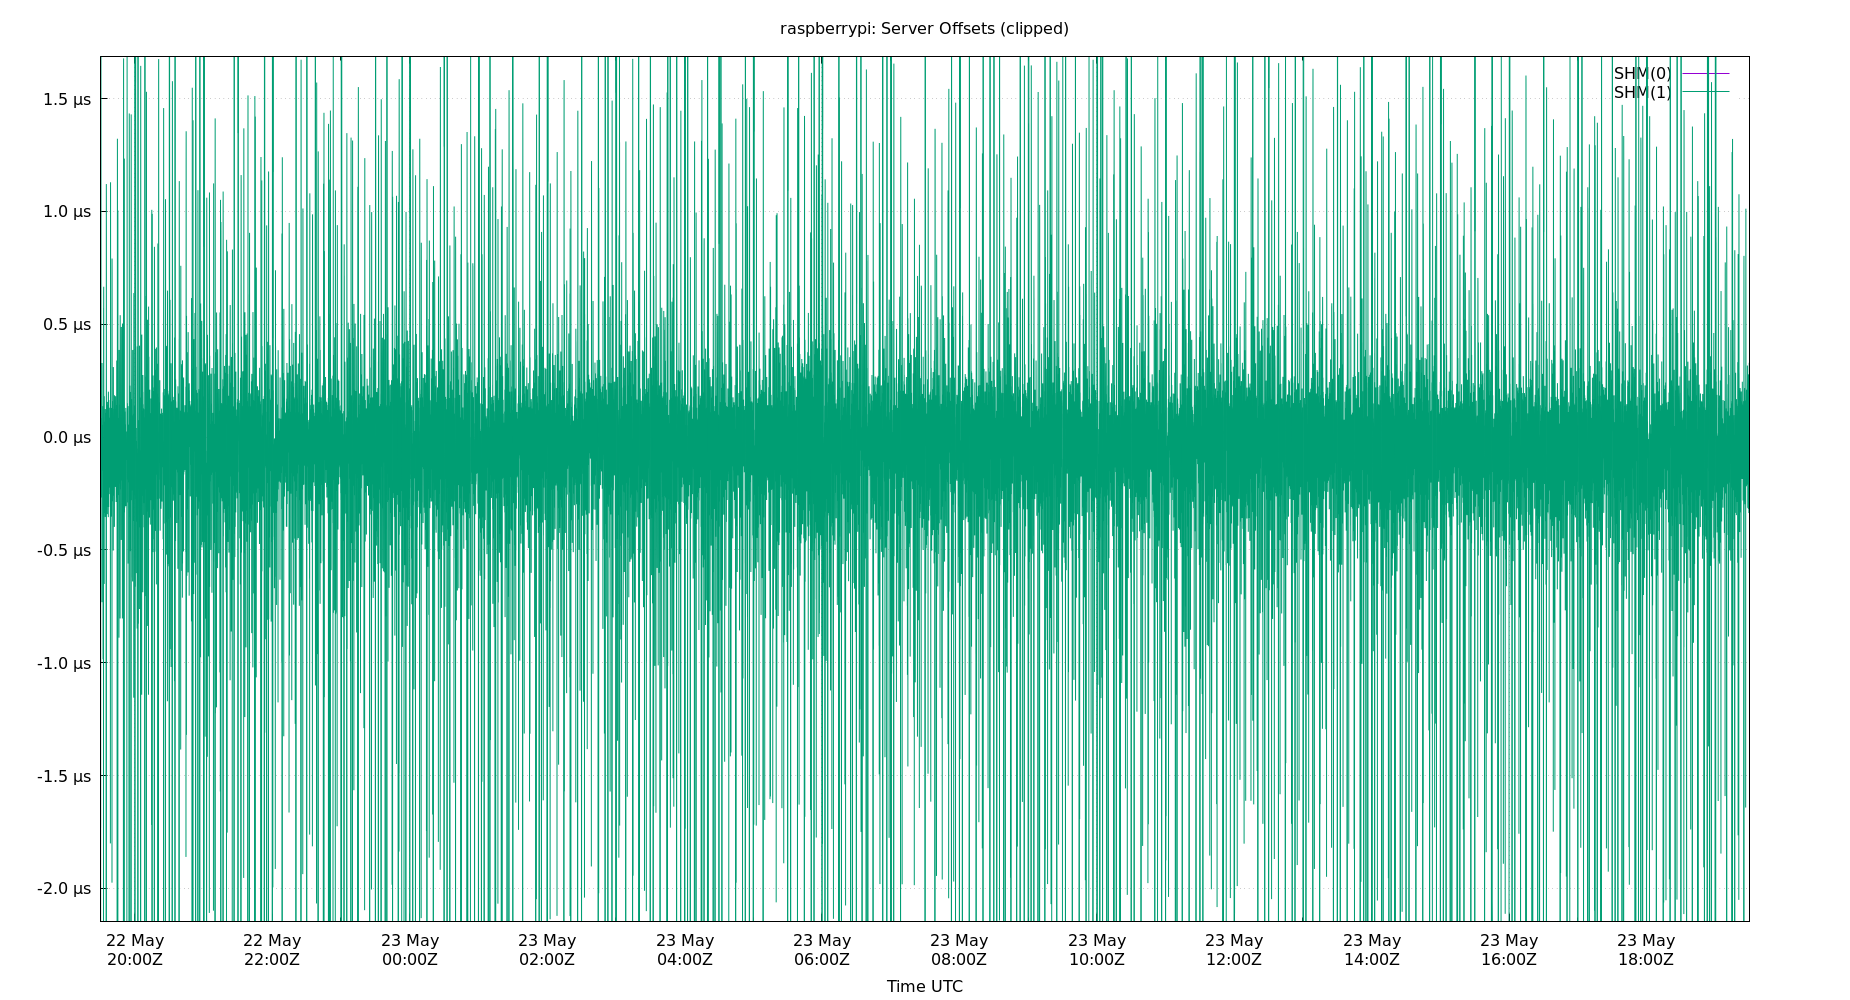 raspberrypi: Server Offsets (clipped)
SHM(0)
SHM(1)
1.5 µs
1.0 µs
0.5 µs
0.0 µs
-0.5 µs
-1.0 µs
-1.5 µs
-2.0 µs
22 May 22 May 23 May 23 May 23 May 23 May 23 May 23 May 23 May 23 May 23 May 23 May
20:00Z 22:00Z 00:00Z 02:00Z 04:00Z 06:00Z 08:00Z 10:00Z 12:00Z 14:00Z 16:00Z 18:00Z
Time UTC